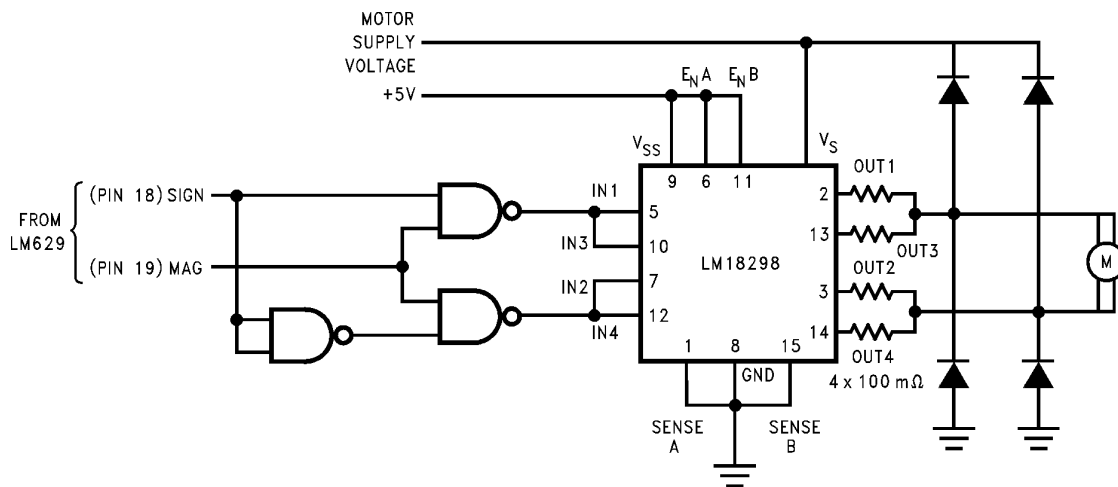 MOTOR
SUPPLY
VOLTAGE
+5V
ENA
ENB
VSS
VS
9
6
11
FROM
LM629
(PIN 18) SIGN
(PIN 19) MAG
IN1
5
IN3
10
IN2
7
IN4
12
LM18298
2
OUT1
13
OUT3
OUT2
3
14
OUT4
4 x 100 mΩ
M
1
8
15
GND
SENSE
A
SENSE
B